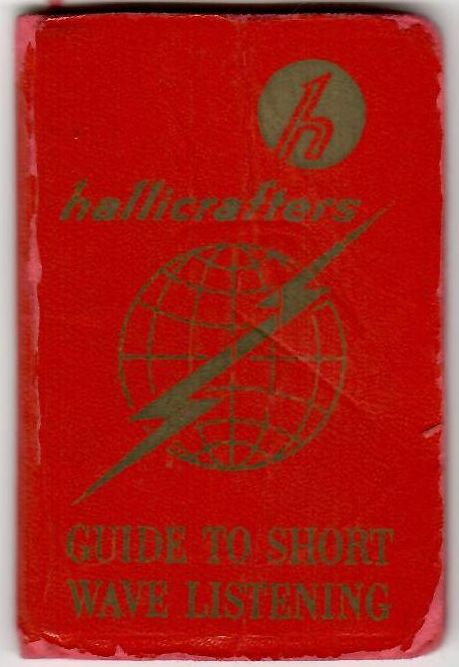 h
hallicrafters
GUIDE TO SHORT
WAVE LISTENING